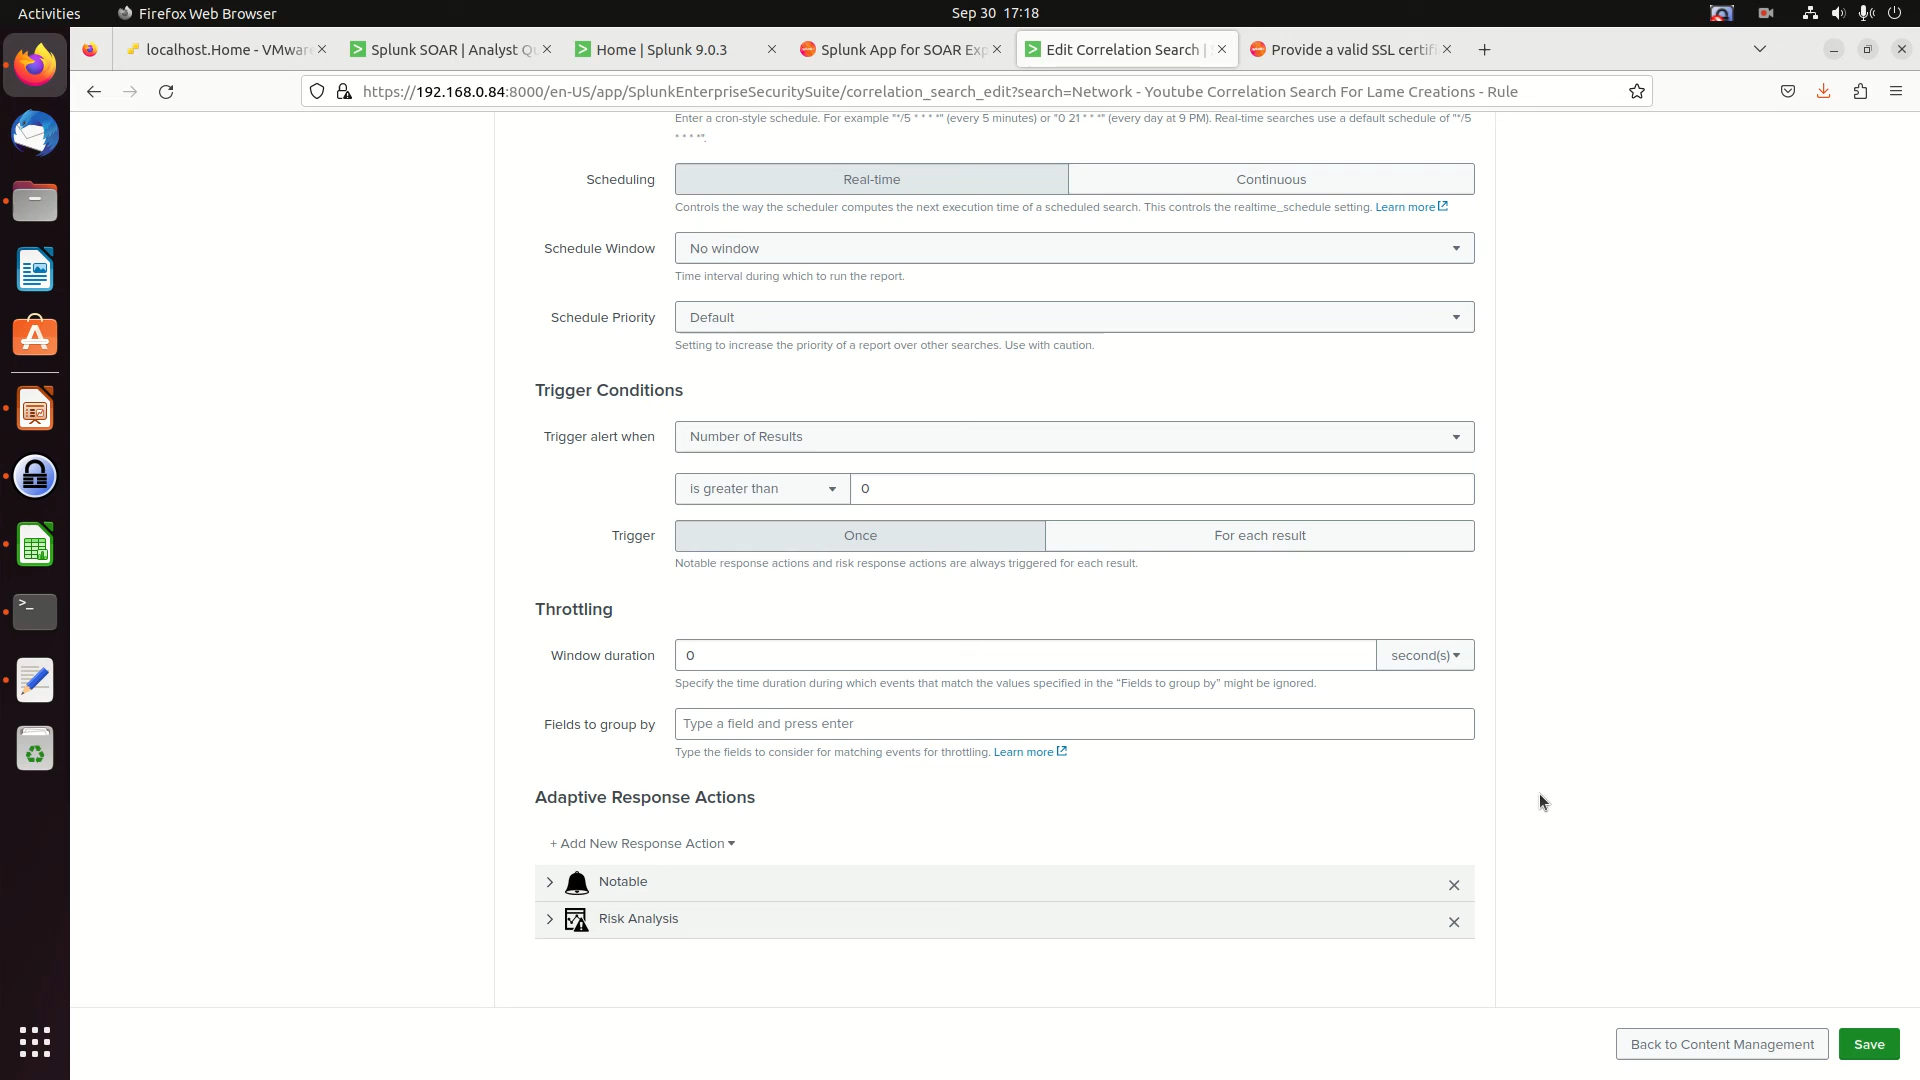 Activities
Firefox Web Browser
Sep 30 17:18
localhost.Home - VMwar
Splunk SOAR | Analyst Q
Home | Splunk 9.0.3
Splunk App for SOAR Exp
Edit Correlation Search |
Provide a valid SSL certifi
https://192.168.0.84:8000/en-US/app/SplunkEnterpriseSecuritySuite/correlation_search_edit?search=Network - Youtube Correlation Search For Lame Creations - Rule
Enter a cron-style schedule. For example "*/5 * * * *" (every 5 minutes) or "0 21 * * *" (every day at 9 PM). Real-time searches use a default schedule of "*/5
* * * *".
Scheduling
Real-time
Continuous
Controls the way the scheduler computes the next execution time of a scheduled search. This controls the realtime_schedule setting. Learn more
Schedule Window
No window
Time interval during which to run the report.
Schedule Priority
Default
Setting to increase the priority of a report over other searches. Use with caution.
Trigger Conditions
Trigger alert when
Number of Results
is greater than
0
Trigger
Once
For each result
Notable response actions and risk response actions are always triggered for each result.
Throttling
Window duration
0
second(s)
Specify the time duration during which events that match the values specified in the “Fields to group by” might be ignored.
Fields to group by
Type a field and press enter
Type the fields to consider for matching events for throttling. Learn more
Adaptive Response Actions
+ Add New Response Action
Notable
Risk Analysis
Back to Content Management
Save